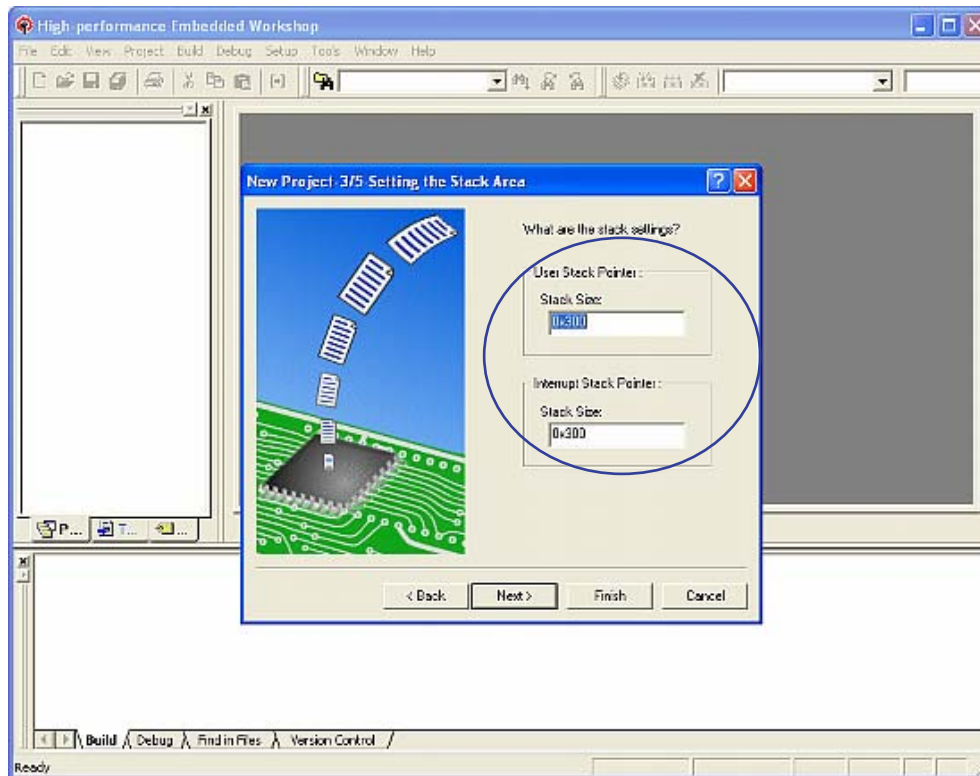 High-performance Embedded Workshop
File Edit View Project Build Debug Setup Tools Window Help
New Project-3/5-Setting the Stack Area
What are the stack settings?
User Stack Pointer :
Stack Size:
0x300
Interrupt Stack Pointer :
Stack Size:
0x300
P... T... ...
< Back Next > Finish Cancel
Build Debug Find in Files Version Control
Ready